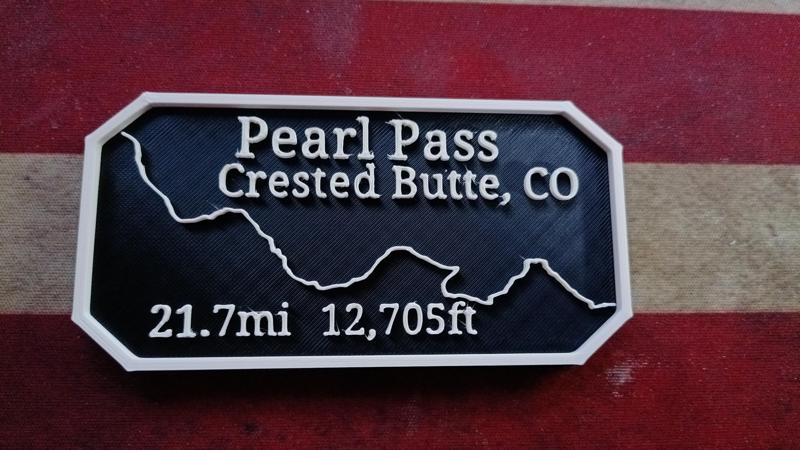 Pearl Pass
Crested Butte, CO
21.7mi 12,705ft